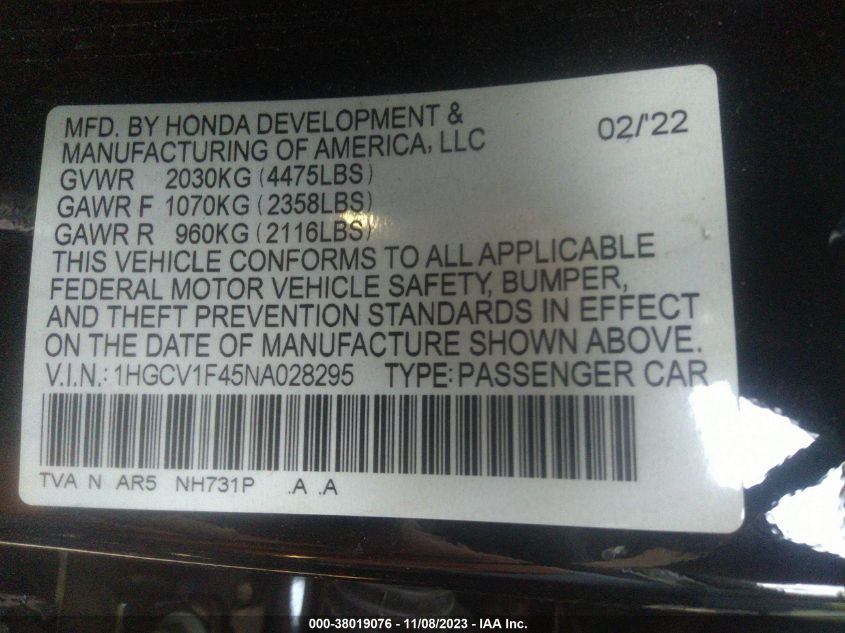 MFD. BY HONDA DEVELOPMENT & 02/'22
MANUFACTURING OF AMERICA, LLC
GVWR 2030KG (4475LBS)
GAWR F 1070KG (2358LBS)
GAWR R 960KG (2116LBS)
THIS VEHICLE CONFORMS TO ALL APPLICABLE
FEDERAL MOTOR VEHICLE SAFETY, BUMPER,
AND THEFT PREVENTION STANDARDS IN EFFECT
ON THE DATE OF MANUFACTURE SHOWN ABOVE.
V.I.N.: 1HGCV1F45NA028295 TYPE: PASSENGER CAR
TVA N AR5 NH731P .A .A
000-38019076 - 11/08/2023 - IAA Inc.